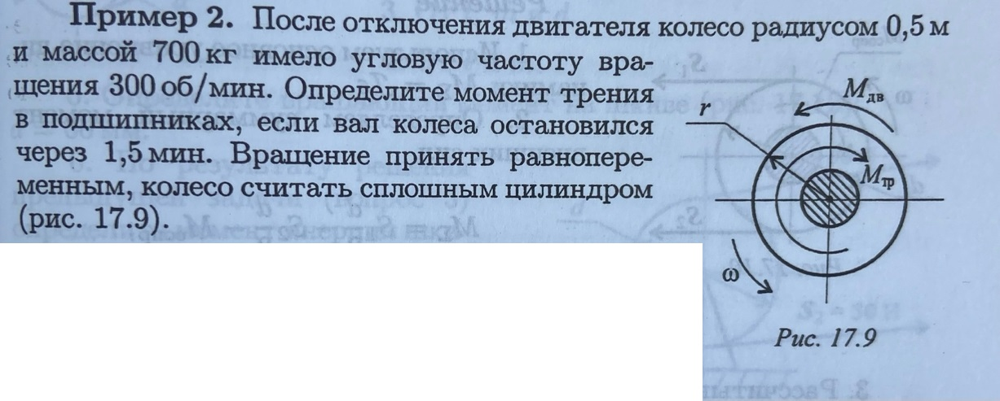 Пример 2. После отключения двигателя колесо радиусом 0,5 м
и массой 700 кг имело угловую частоту вра-
щения 300 об/мин. Определите момент трения
в подшипниках, если вал колеса остановился
через 1,5 мин. Вращение принять равнопере-
менным, колесо считать сплошным цилиндром
(рис. 17.9).
Mдв
r
Mтр
ω
Рис. 17.9